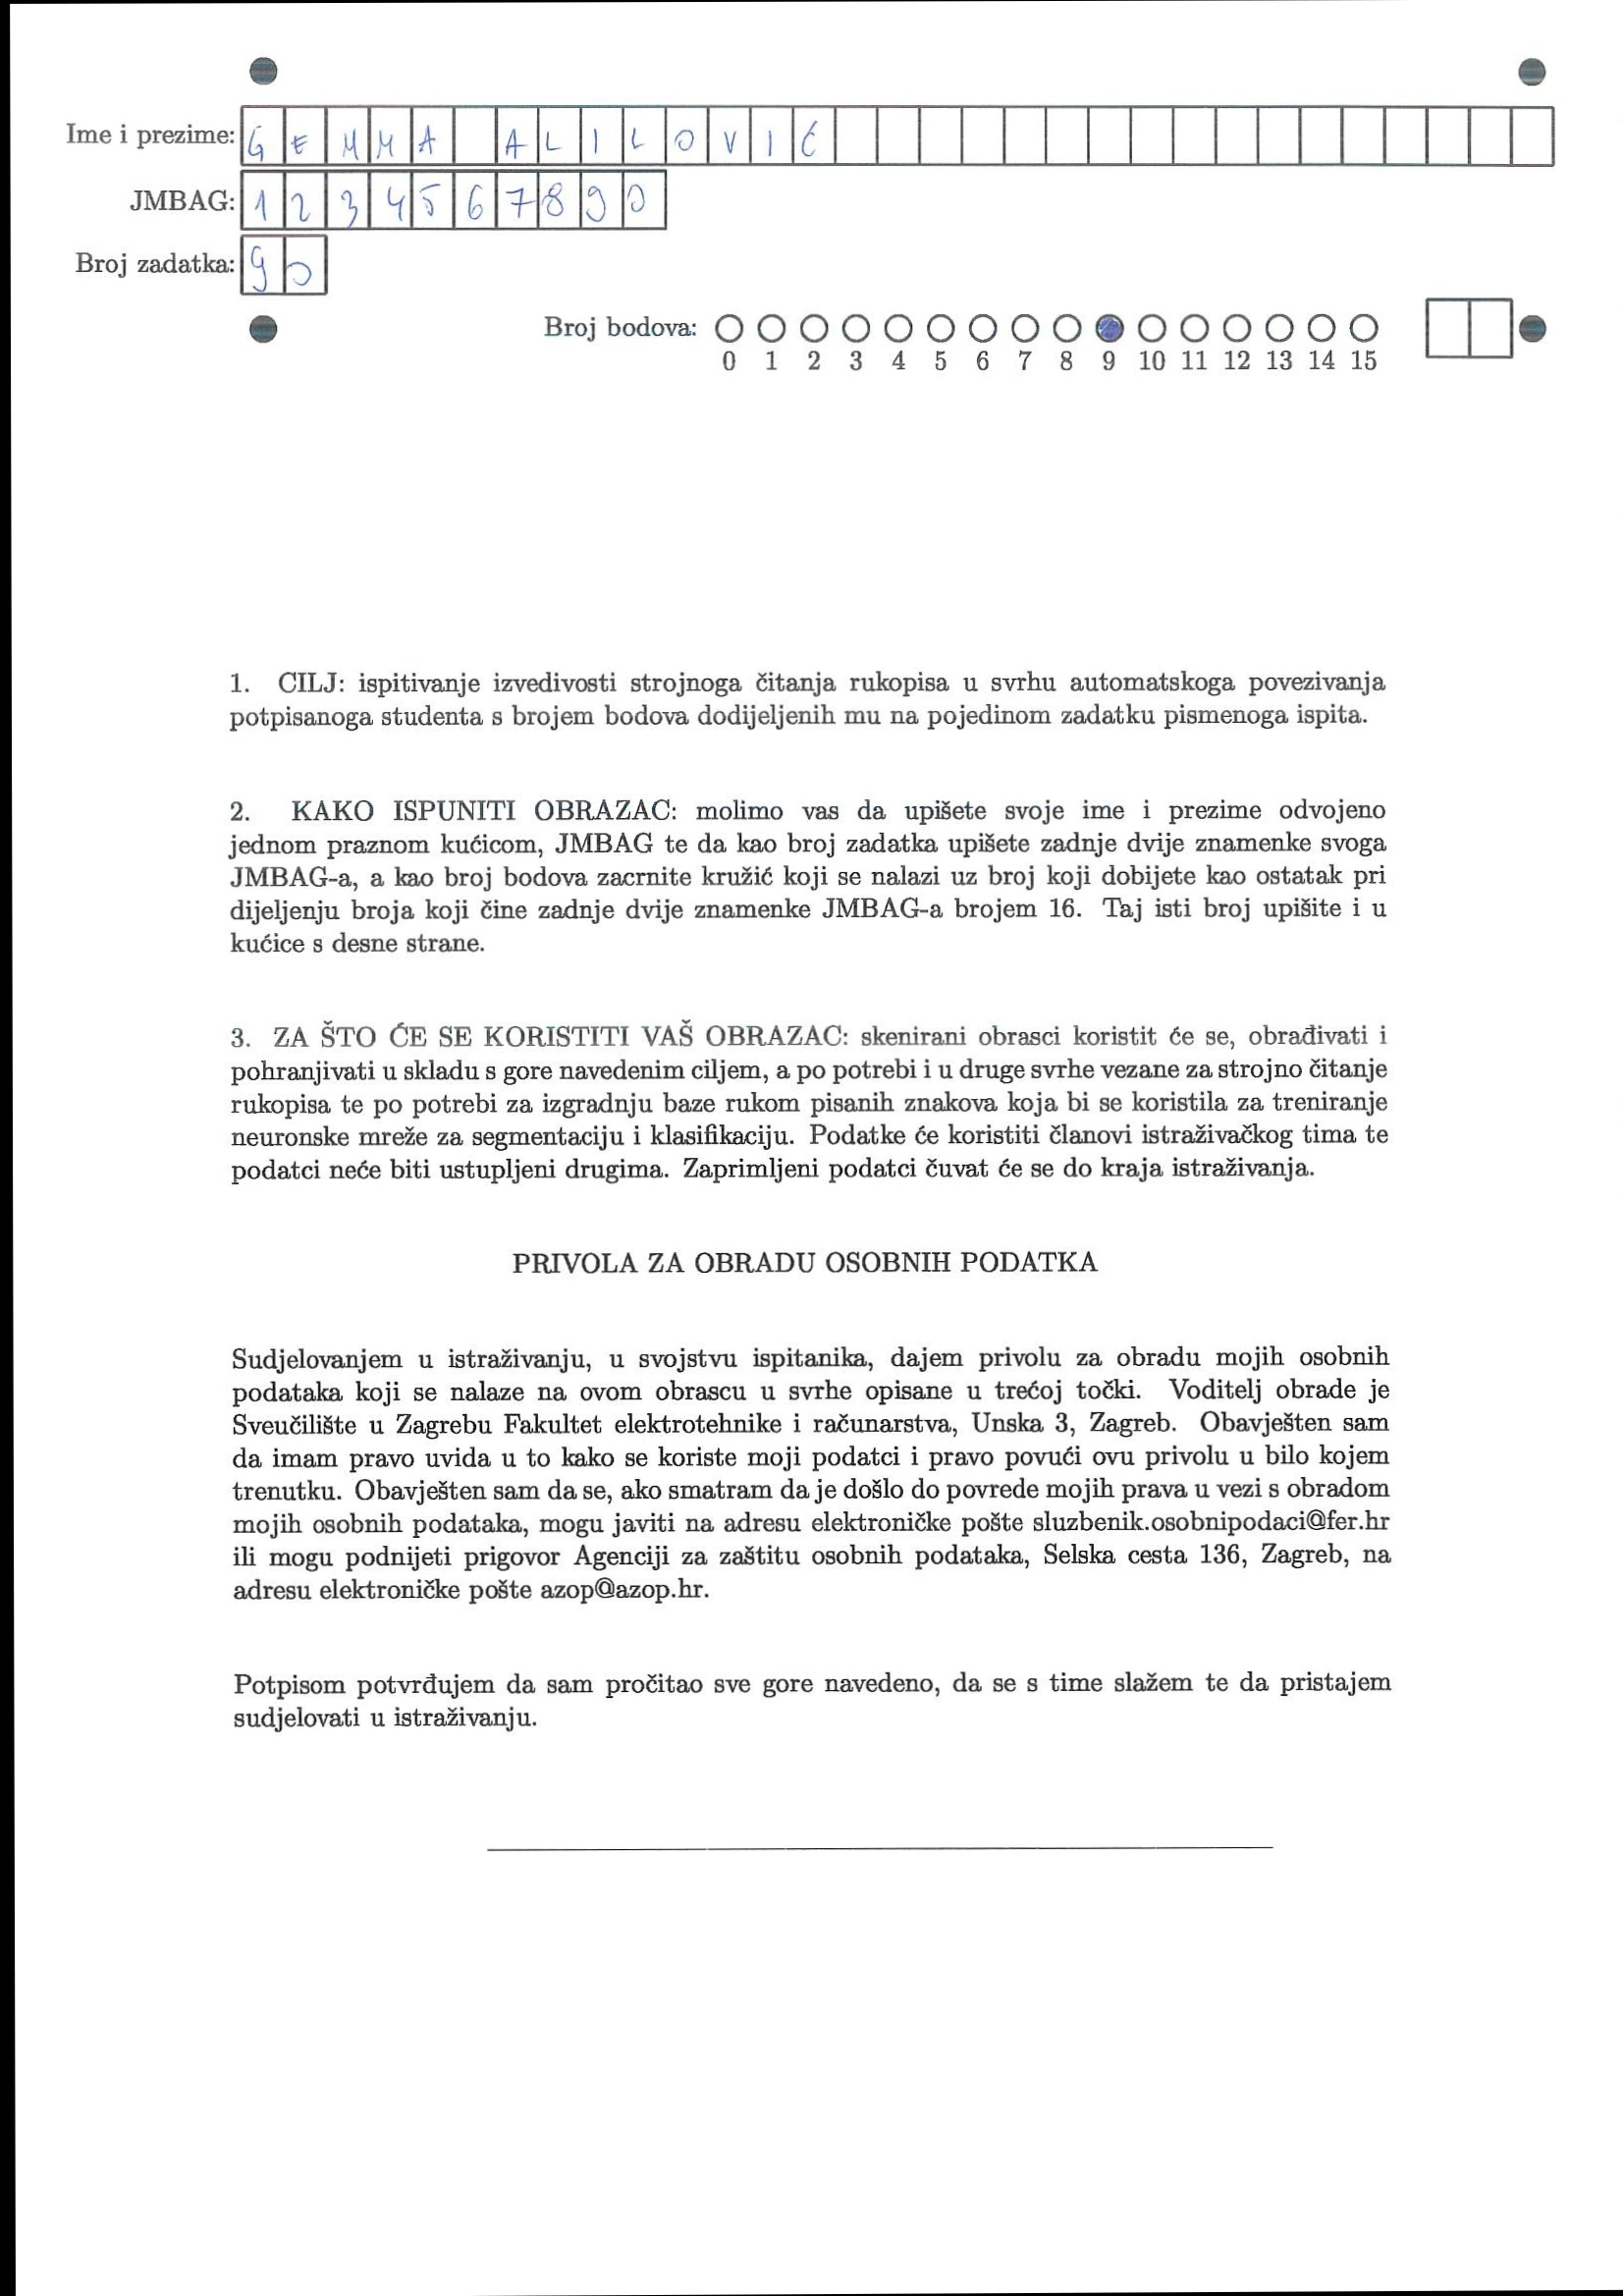 Ime i prezime: GEMMA ALILOVIĆ
JMBAG: 1234567890
Broj zadatka: 90
Broj bodova:
0 1 2 3 4 5 6 7 8 9 10 11 12 13 14 15
1. CILJ: ispitivanje izvedivosti strojnoga čitanja rukopisa u svrhu automatskoga povezivanja
potpisanoga studenta s brojem bodova dodijeljenih mu na pojedinom zadatku pismenoga ispita.
2. KAKO ISPUNITI OBRAZAC: molimo vas da upišete svoje ime i prezime odvojeno
jednom praznom kućicom, JMBAG te da kao broj zadatka upišete zadnje dvije znamenke svoga
JMBAG-a, a kao broj bodova zacrnite kružić koji se nalazi uz broj koji dobijete kao ostatak pri
dijeljenju broja koji čine zadnje dvije znamenke JMBAG-a brojem 16. Taj isti broj upišite i u
kućice s desne strane.
3. ZA ŠTO ĆE SE KORISTITI VAŠ OBRAZAC: skenirani obrasci koristit će se, obrađivati i
pohranjivati u skladu s gore navedenim ciljem, a po potrebi i u druge svrhe vezane za strojno čitanje
rukopisa te po potrebi za izgradnju baze rukom pisanih znakova koja bi se koristila za treniranje
neuronske mreže za segmentaciju i klasifikaciju. Podatke će koristiti članovi istraživačkog tima te
podatci neće biti ustupljeni drugima. Zaprimljeni podatci čuvat će se do kraja istraživanja.
PRIVOLA ZA OBRADU OSOBNIH PODATKA
Sudjelovanjem u istraživanju, u svojstvu ispitanika, dajem privolu za obradu mojih osobnih
podataka koji se nalaze na ovom obrascu u svrhe opisane u trećoj točki. Voditelj obrade je
Sveučilište u Zagrebu Fakultet elektrotehnike i računarstva, Unska 3, Zagreb. Obavješten sam
da imam pravo uvida u to kako se koriste moji podatci i pravo povući ovu privolu u bilo kojem
trenutku. Obavješten sam da se, ako smatram da je došlo do povrede mojih prava u vezi s obradom
mojih osobnih podataka, mogu javiti na adresu elektroničke pošte sluzbenik.osobnipodaci@fer.hr
ili mogu podnijeti prigovor Agenciji za zaštitu osobnih podataka, Selska cesta 136, Zagreb, na
adresu elektroničke pošte azop@azop.hr.
Potpisom potvrđujem da sam pročitao sve gore navedeno, da se s time slažem te da pristajem
sudjelovati u istraživanju.